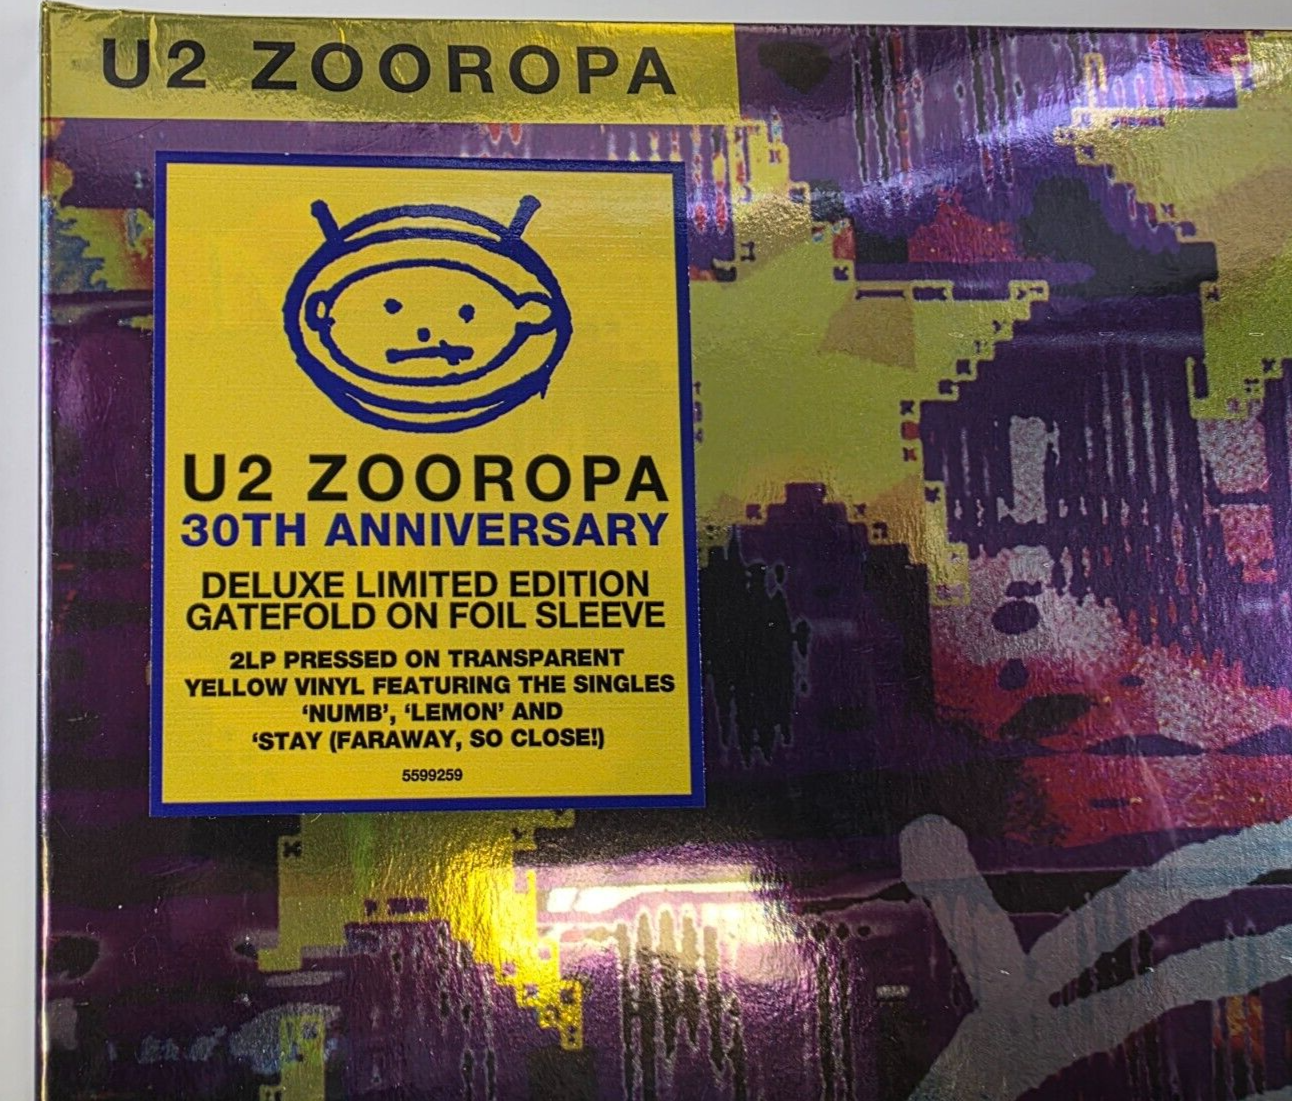 U2 ZOOROPA
U2 ZOOROPA
30TH ANNIVERSARY
DELUXE LIMITED EDITION
GATEFOLD ON FOIL SLEEVE
2LP PRESSED ON TRANSPARENT
YELLOW VINYL FEATURING THE SINGLES
‘NUMB’, ‘LEMON’ AND
‘STAY (FARAWAY, SO CLOSE!)
5599259